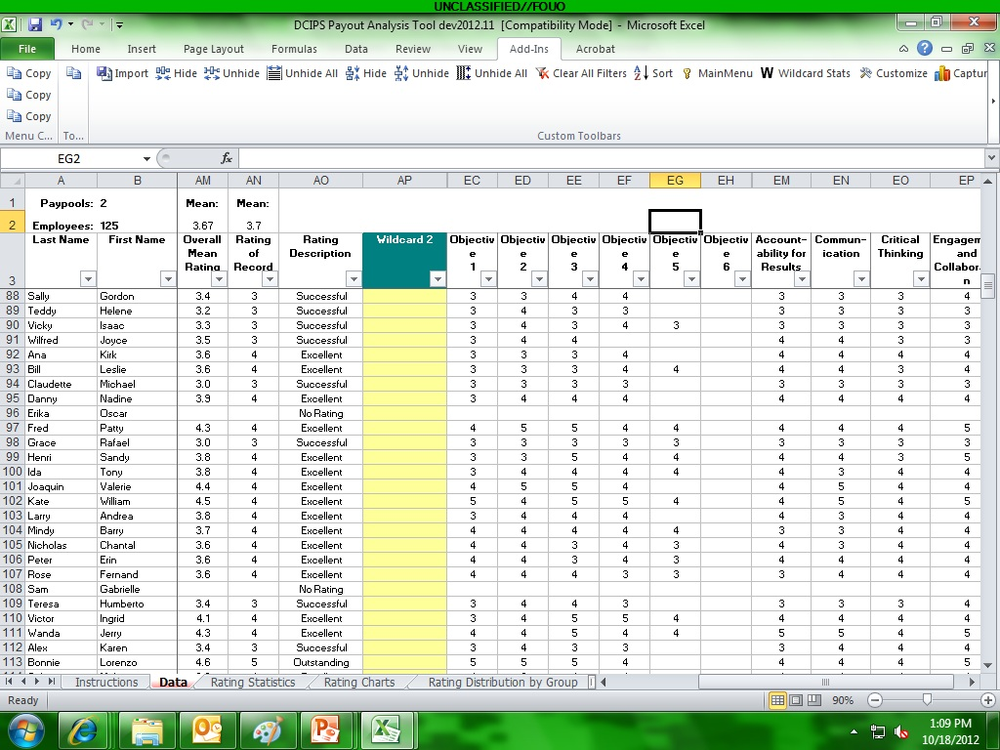 UNCLASSIFIED//FOUO
DCIPS Payout Analysis Tool dev2012.11 [Compatibility Mode] - Microsoft Excel
File Home Insert Page Layout Formulas Data Review View Add-Ins Acrobat
Copy Import Hide Unhide Unhide All Hide Unhide Unhide All Clear All Filters Sort MainMenu W Wildcard Stats Customize Captur
Copy
Copy
Menu C... To... Custom Toolbars
EG2 fx
A B AM AN AO AP EC ED EE EF EG EH EM EN EO EP
1 Paypools: 2 Mean: Mean:
2 Employees: 125 3.67 3.7
3 Last Name First Name Overall Mean Rating Rating of Record Rating Description Wildcard 2 Objective 1 Objective 2 Objective 3 Objective 4 Objective 5 Objective 6 Account-ability for Results Commun-ication Critical Thinking Engagem and Collabor n
88 Sally Gordon 3.4 3 Successful 3 3 4 4 3 3 3 4
89 Teddy Helene 3.2 3 Successful 3 4 3 3 3 3 3 3
90 Vicky Isaac 3.3 3 Successful 3 4 3 4 3 3 3 3 3
91 Wilfred Joyce 3.5 3 Successful 3 4 4 4 4 3 3
92 Ana Kirk 3.6 4 Excellent 3 3 3 4 4 4 4 4
93 Bill Leslie 3.6 4 Excellent 3 3 3 4 4 4 4 3 4
94 Claudette Michael 3.0 3 Successful 3 3 3 3 3 3 3 3
95 Danny Nadine 3.9 4 Excellent 3 4 4 4 4 4 4 4
96 Erika Oscar No Rating
97 Fred Patty 4.3 4 Excellent 4 5 5 4 4 4 4 4 5
98 Grace Rafael 3.0 3 Successful 3 3 3 3 3 3 3 3 3
99 Henri Sandy 3.8 4 Excellent 3 3 5 4 4 4 3 3 5
100 Ida Tony 3.8 4 Excellent 3 4 4 4 4 4 3 4 4
101 Joaquin Valerie 4.4 4 Excellent 4 5 5 4 4 5 4 4
102 Kate William 4.5 4 Excellent 5 4 5 5 4 4 5 4 5
103 Larry Andrea 3.8 4 Excellent 3 4 4 4 4 3 4 4
104 Mindy Barry 3.7 4 Excellent 4 4 4 4 4 3 3 4 4
105 Nicholas Chantal 3.6 4 Excellent 4 4 3 4 3 4 3 4 4
106 Peter Erin 3.6 4 Excellent 4 4 3 4 3 4 4 4 4
107 Rose Fernand 3.6 4 Excellent 4 4 4 3 3 3 4 4 4
108 Sam Gabrielle No Rating
109 Teresa Humberto 3.4 3 Successful 3 4 4 3 3 3 3 4
110 Victor Ingrid 4.1 4 Excellent 3 4 5 5 4 4 4 4 4
111 Wanda Jerry 4.3 4 Excellent 4 4 5 4 4 5 5 4 5
112 Alex Karen 3.4 3 Successful 3 4 3 3 3 4 4 4
113 Bonnie Lorenzo 4.6 5 Outstanding 5 5 5 4 4 4 4 5
Instructions Data Rating Statistics Rating Charts Rating Distribution by Group
Ready 90%
1:09 PM
10/18/2012